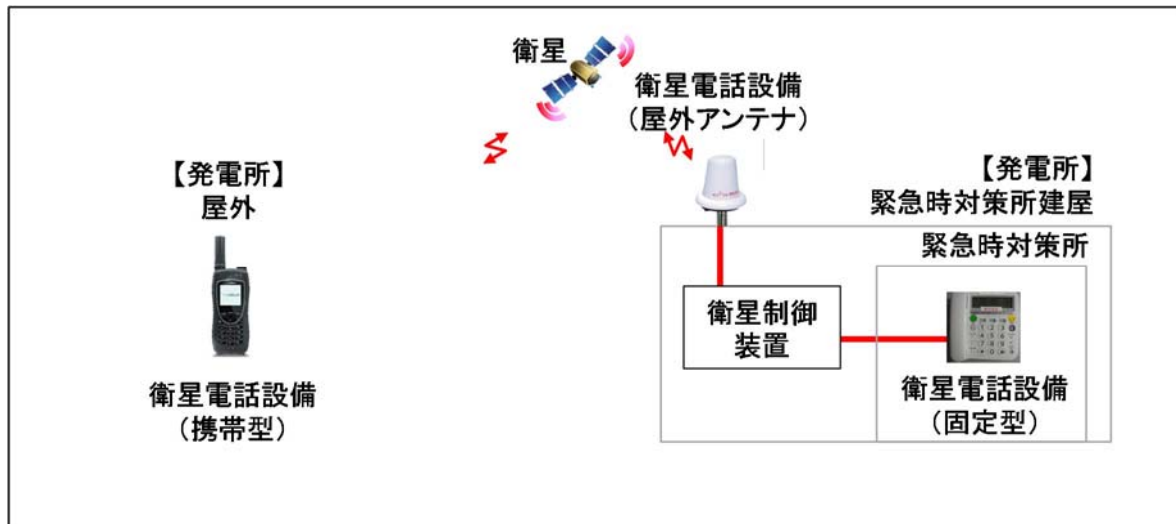 衛星
衛星電話設備
（屋外アンテナ）
【発電所】
屋外
【発電所】
緊急時対策所建屋
緊急時対策所
衛星制御
装置
衛星電話設備
（携帯型）
衛星電話設備
（固定型）